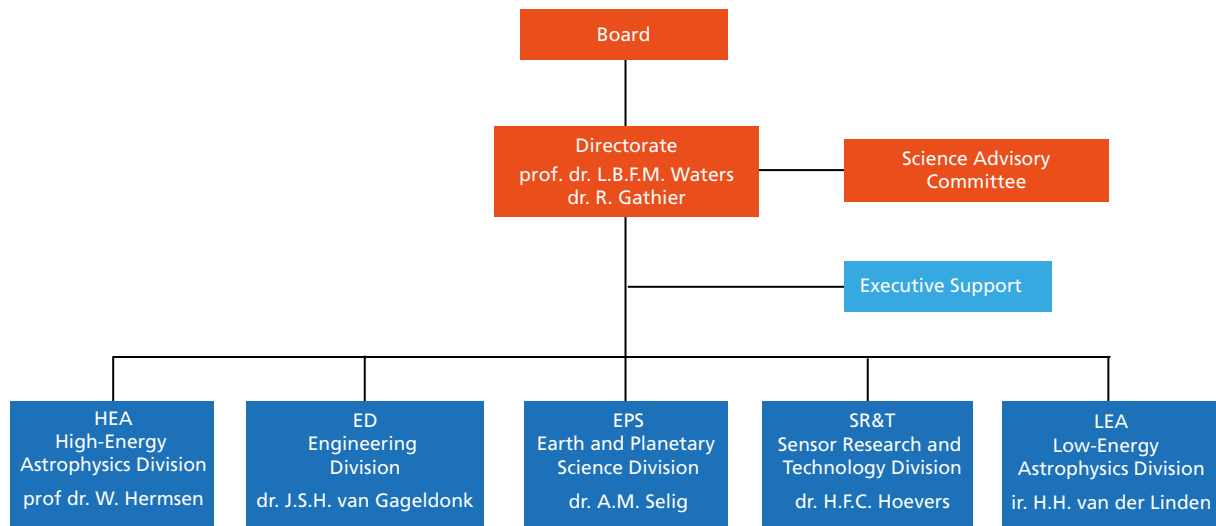 Board
Directorate
prof. dr. L.B.F.M. Waters
dr. R. Gathier
Science Advisory
Committee
Executive Support
HEA
High-Energy
Astrophysics Division
prof dr. W. Hermsen
ED
Engineering
Division
dr. J.S.H. van Gageldonk
EPS
Earth and Planetary
Science Division
dr. A.M. Selig
SR&T
Sensor Research and
Technology Division
dr. H.F.C. Hoevers
LEA
Low-Energy
Astrophysics Division
ir. H.H. van der Linden